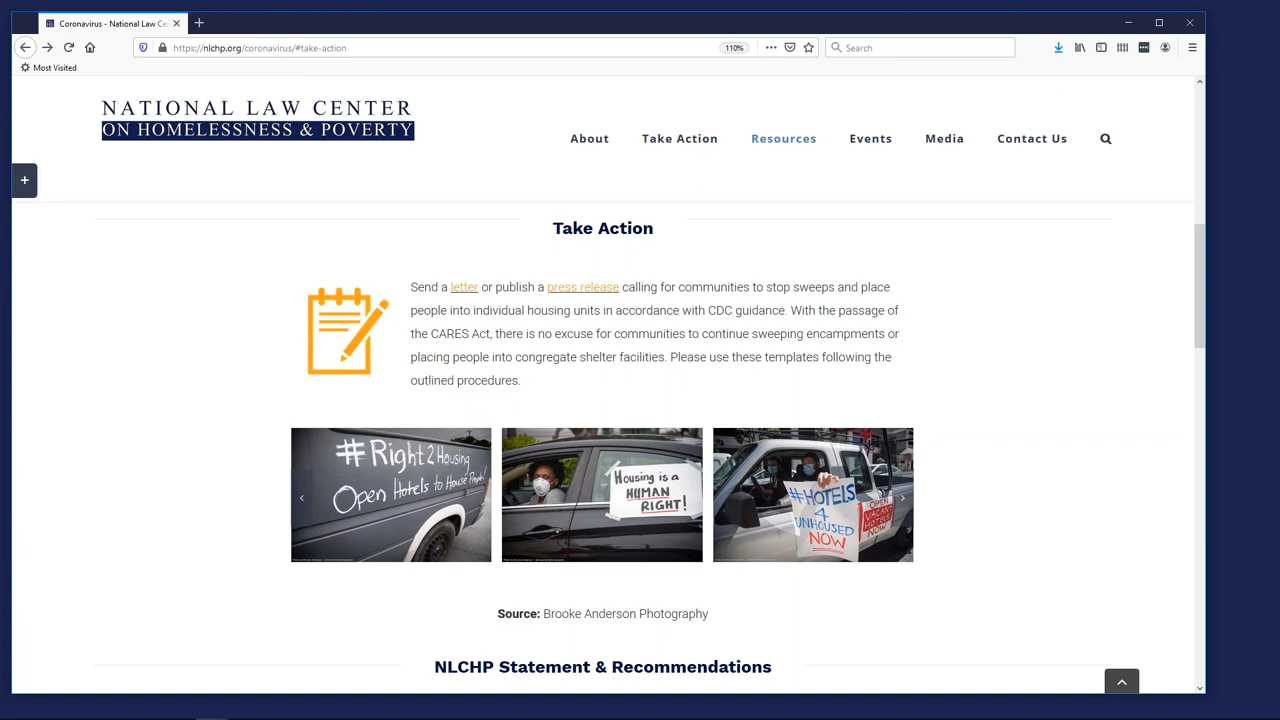 Coronavirus - National Law Ce
https://nlchp.org/coronavirus/#take-action
110%
Search
Most Visited
NATIONAL LAW CENTER
ON HOMELESSNESS & POVERTY
About Take Action Resources Events Media Contact Us
Take Action
Send a letter or publish a press release calling for communities to stop sweeps and place
people into individual housing units in accordance with CDC guidance. With the passage of
the CARES Act, there is no excuse for communities to continue sweeping encampments or
placing people into congregate shelter facilities. Please use these templates following the
outlined procedures.
#Right2Housing
Open Hotels to House People!
Housing is a
HUMAN
RIGHT!
#HOTELS
4
UNHOUSED
NOW
OPEN
VACANT
HOTELS
NOW
Source: Brooke Anderson Photography
NLCHP Statement & Recommendations